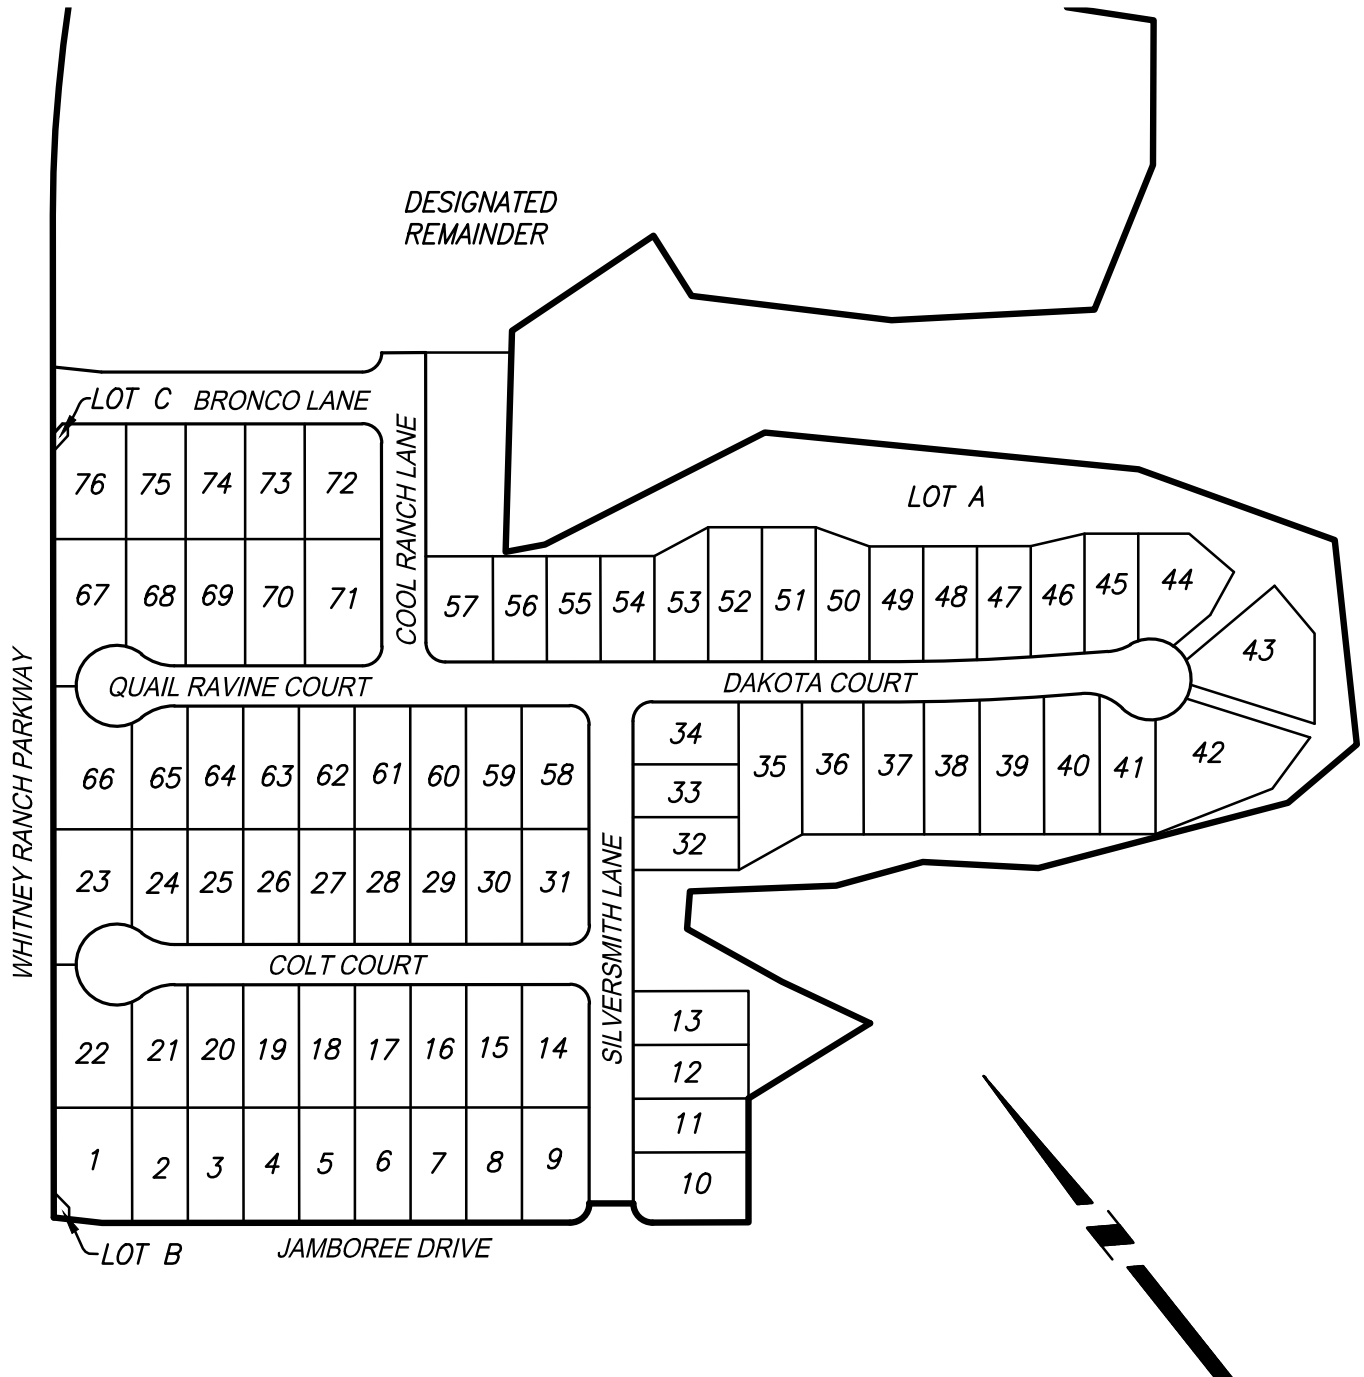 DESIGNATED
REMAINDER
LOT C
BRONCO LANE
COOL RANCH LANE
LOT A
76 75 74 73 72
67 68 69 70 71
57 56 55 54 53 52 51 50 49 48 47 46 45 44
43
WHITNEY RANCH PARKWAY
QUAIL RAVINE COURT
DAKOTA COURT
34
33
32
35 36 37 38 39 40 41 42
66 65 64 63 62 61 60 59 58
23 24 25 26 27 28 29 30 31
SILVERSMITH LANE
COLT COURT
22 21 20 19 18 17 16 15 14
13
12
11
10
1 2 3 4 5 6 7 8 9
LOT B
JAMBOREE DRIVE